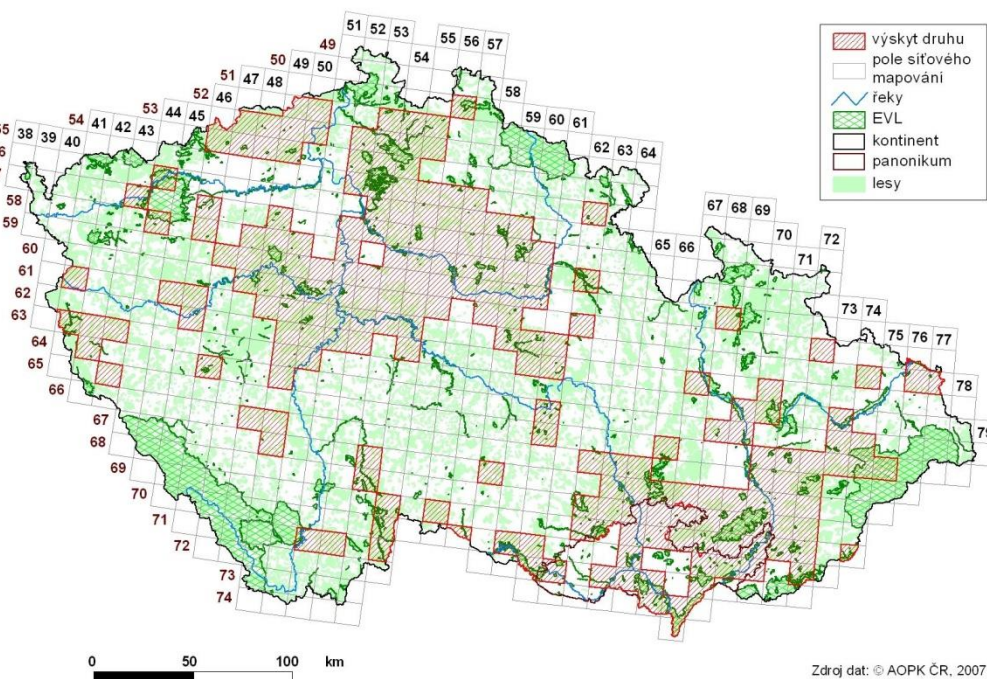 51 52 53
55 56 57
49
54
50
49 50
58
51
47 48
59 60 61
52
46
62 63 64
53
44 45
54
41 42 43
38 39 40
67 68 69
65 66
70
72
71
73 74
75 76 77
78
79
58
59
60
61
62
63
64
65
66
67
68
69
70
71
72
73
74
výskyt druhu
pole síťového
mapování
řeky
EVL
kontinent
panonikum
lesy
0 50 100 km
Zdroj dat: © AOPK ČR, 2007